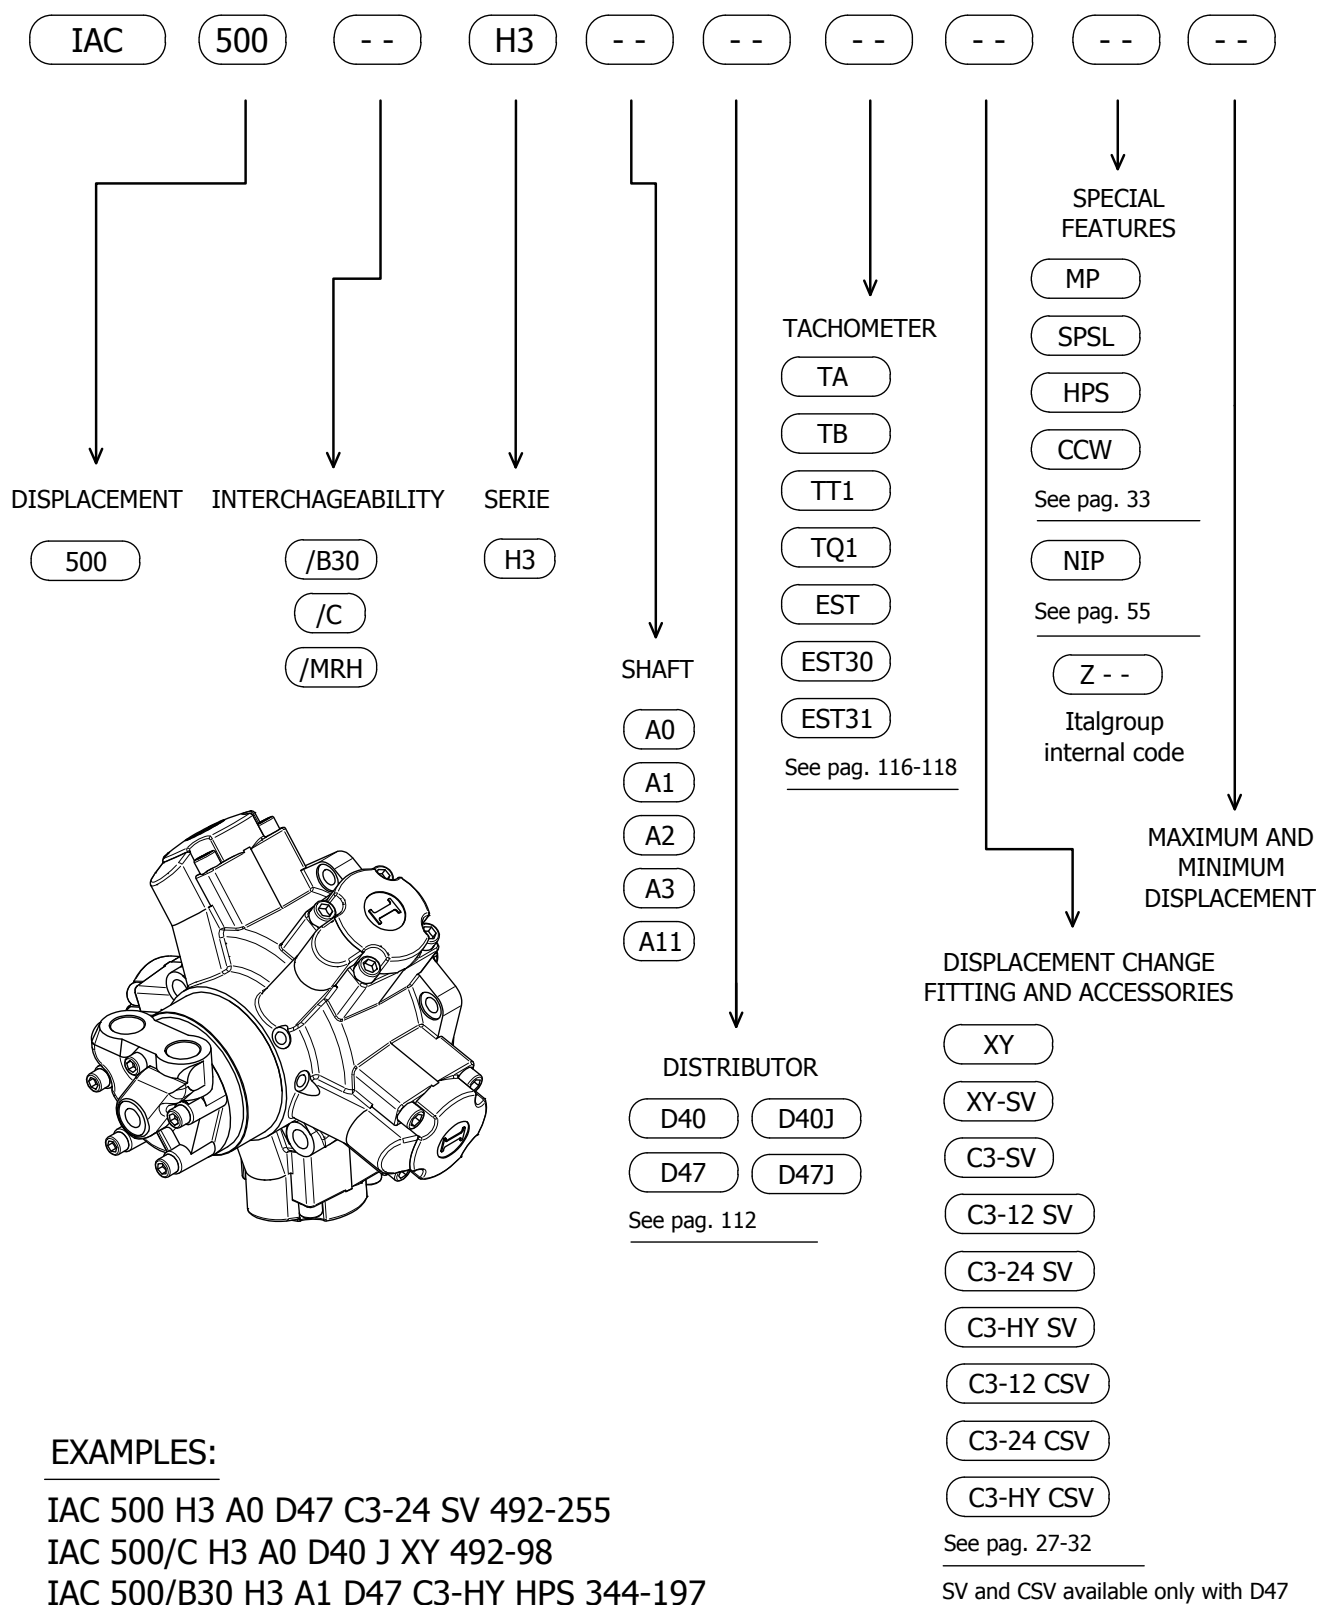 IAC 500 - - H3 - - - - - - - - - - - -
DISPLACEMENT
500
INTERCHAGEABILITY
/B30
/C
/MRH
SERIE
H3
SHAFT
A0
A1
A2
A3
A11
DISTRIBUTOR
D40 D40J
D47 D47J
See pag. 112
TACHOMETER
TA
TB
TT1
TQ1
EST
EST30
EST31
See pag. 116-118
DISPLACEMENT CHANGE
FITTING AND ACCESSORIES
XY
XY-SV
C3-SV
C3-12 SV
C3-24 SV
C3-HY SV
C3-12 CSV
C3-24 CSV
C3-HY CSV
See pag. 27-32
SV and CSV available only with D47
SPECIAL
FEATURES
MP
SPSL
HPS
CCW
See pag. 33
NIP
See pag. 55
Z - -
Italgroup
internal code
MAXIMUM AND
MINIMUM
DISPLACEMENT
EXAMPLES:
IAC 500 H3 A0 D47 C3-24 SV 492-255
IAC 500/C H3 A0 D40 J XY 492-98
IAC 500/B30 H3 A1 D47 C3-HY HPS 344-197